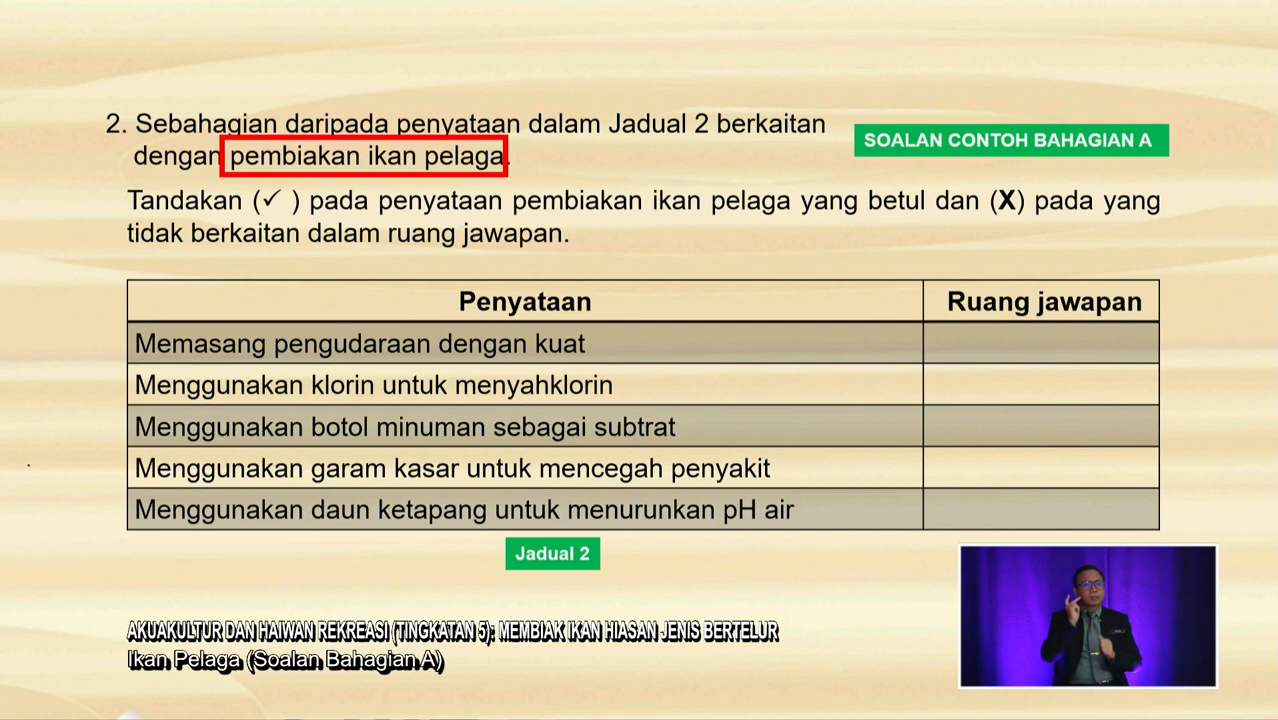 2. Sebahagian daripada penyataan dalam Jadual 2 berkaitan
dengan pembiakan ikan pelaga.
SOALAN CONTOH BAHAGIAN A
Tandakan (✓ ) pada penyataan pembiakan ikan pelaga yang betul dan (X) pada yang
tidak berkaitan dalam ruang jawapan.
Penyataan Ruang jawapan
Memasang pengudaraan dengan kuat
Menggunakan klorin untuk menyahklorin
Menggunakan botol minuman sebagai subtrat
Menggunakan garam kasar untuk mencegah penyakit
Menggunakan daun ketapang untuk menurunkan pH air
Jadual 2
AKUAKULTUR DAN HAIWAN REKREASI (TINGKATAN 5): MEMBIAK IKAN HIASAN JENIS BERTELUR
Ikan Pelaga (Soalan Bahagian A)